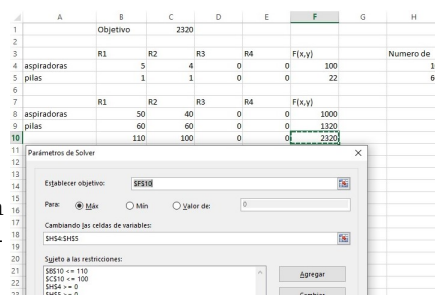 A B C D E F G H
1 Objetivo 2320
2
3 R1 R2 R3 R4 F(x,y) Numero de
4 aspiradoras 5 4 0 0 100 1
5 pilas 1 1 0 0 22 6
6
7 R1 R2 R3 R4 F(x,y)
8 aspiradoras 50 40 0 0 1000
9 pilas 60 60 0 0 1320
10 110 100 0 0 2320
11 Parámetros de Solver
12
13
14 Establecer objetivo: $F$10
15
16 Para: Máx Mín Valor de: 0
17
18 Cambiando las celdas de variables:
19 $H$4:$H$5
20 Sujeto a las restricciones:
21 $B$10 <= 110 Agregar
22 $C$10 <= 100
$H$4 >= 0
23 $H$5 >= 0 Cambiar